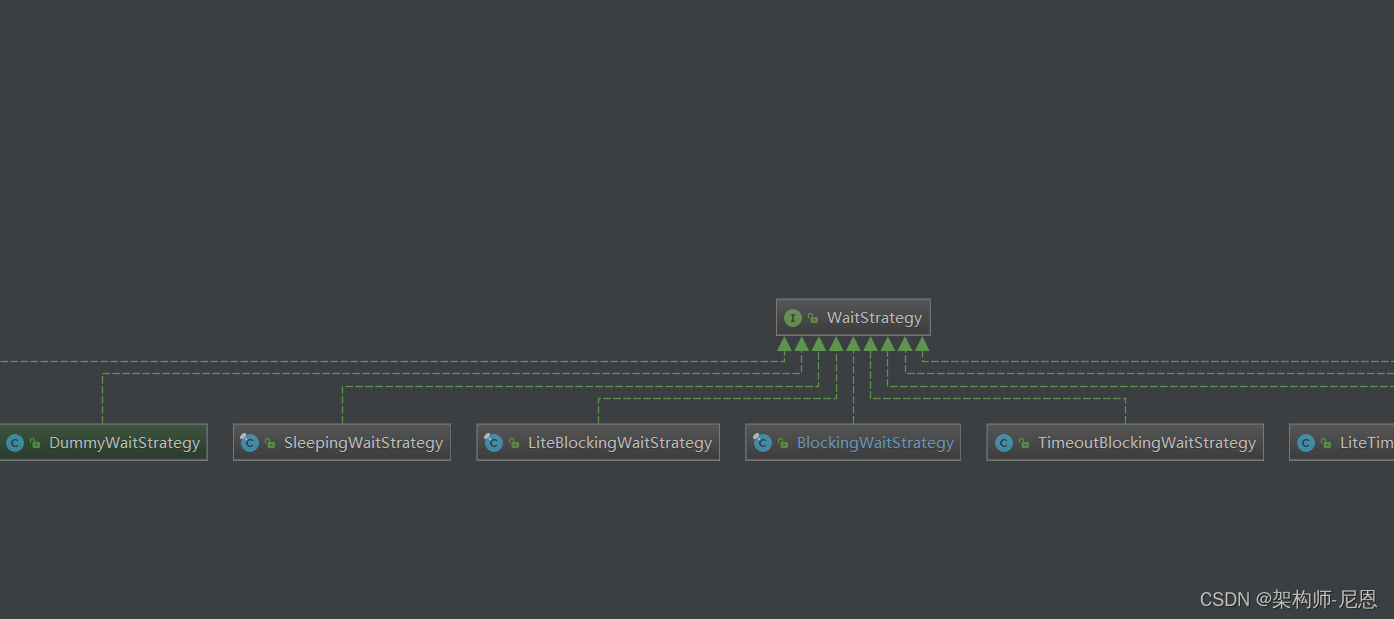 WaitStrategy
DummyWaitStrategy
SleepingWaitStrategy
LiteBlockingWaitStrategy
BlockingWaitStrategy
TimeoutBlockingWaitStrategy
LiteTim
CSDN @架构师-尼恩